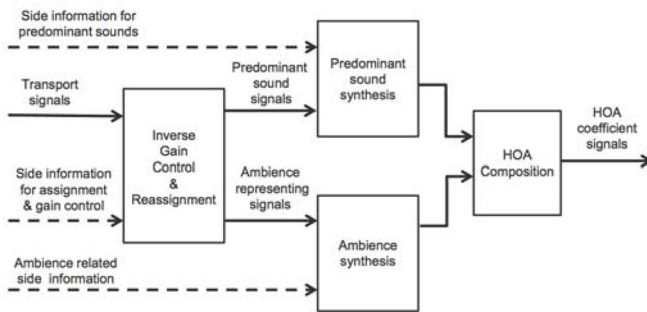 Side information for
predominant sounds
Predominant
sound
synthesis
Transport
signals
Predominant
sound
signals
HOA
coefficient
signals
Inverse
Gain
Control
&
Reassignment
HOA
Composition
Side information
for assignment
& gain control
Ambience
representing
signals
Ambience
synthesis
Ambience related
side information